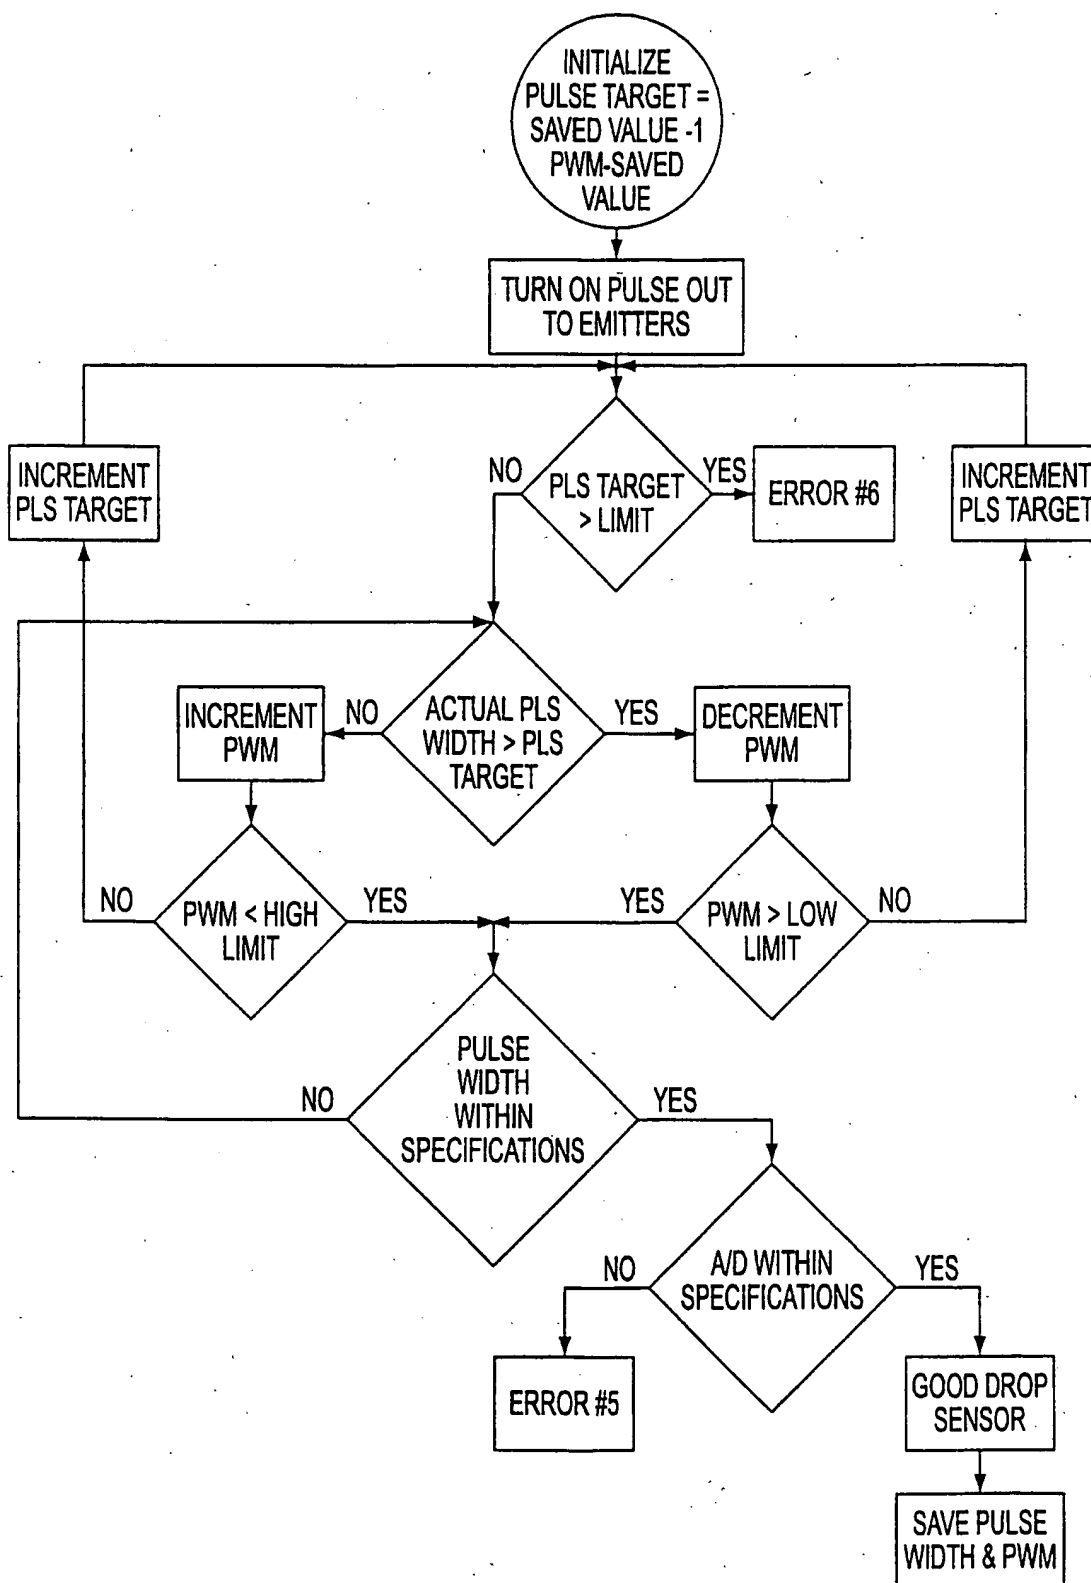 INITIALIZE
PULSE TARGET =
SAVED VALUE -1
PWM-SAVED
VALUE
TURN ON PULSE OUT
TO EMITTERS
INCREMENT
PLS TARGET
NO
PLS TARGET
> LIMIT
YES
ERROR #6
INCREMENT
PLS TARGET
INCREMENT
PWM
NO
ACTUAL PLS
WIDTH > PLS
TARGET
YES
DECREMENT
PWM
NO
PWM < HIGH
LIMIT
YES
YES
PWM > LOW
LIMIT
NO
NO
PULSE
WIDTH
WITHIN
SPECIFICATIONS
YES
NO
A/D WITHIN
SPECIFICATIONS
YES
ERROR #5
GOOD DROP
SENSOR
SAVE PULSE
WIDTH & PWM